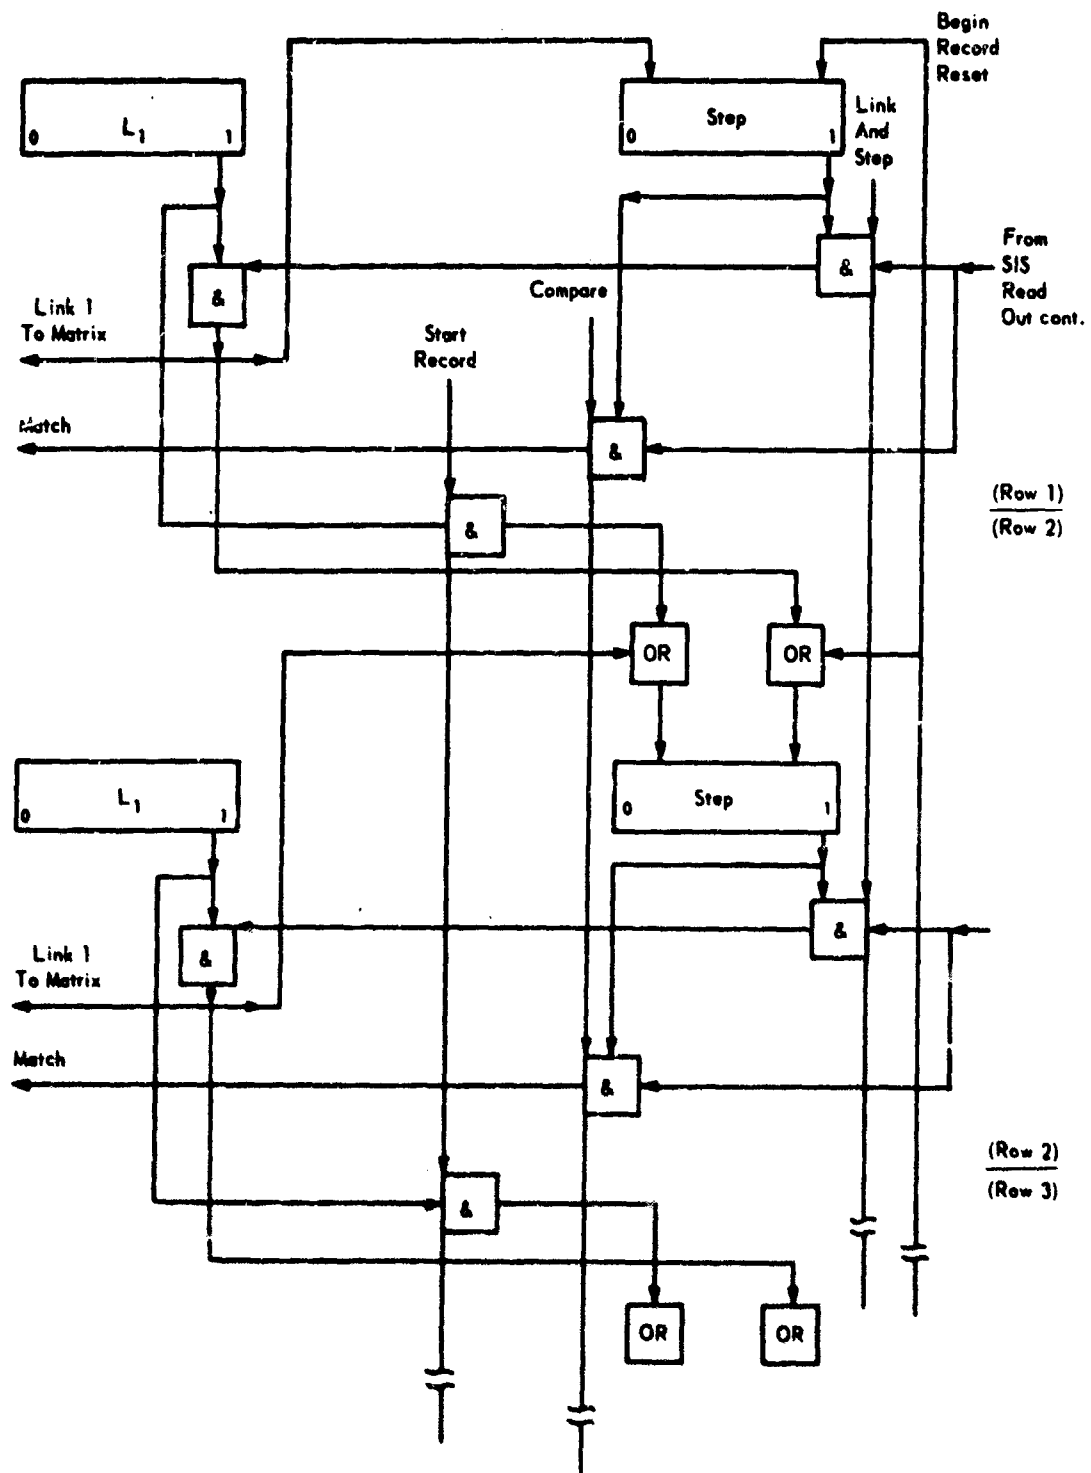 Begin
Record
Reset
L1
0
1
Step
0
1
Link
And
Step
From
SIS
Read
Out cont.
&
&
Compare
Link 1
To Matrix
Start
Record
Match
&
(Row 1)
(Row 2)
&
OR
OR
L1
0
1
Step
0
1
&
&
Link 1
To Matrix
Match
&
(Row 2)
(Row 3)
&
OR
OR